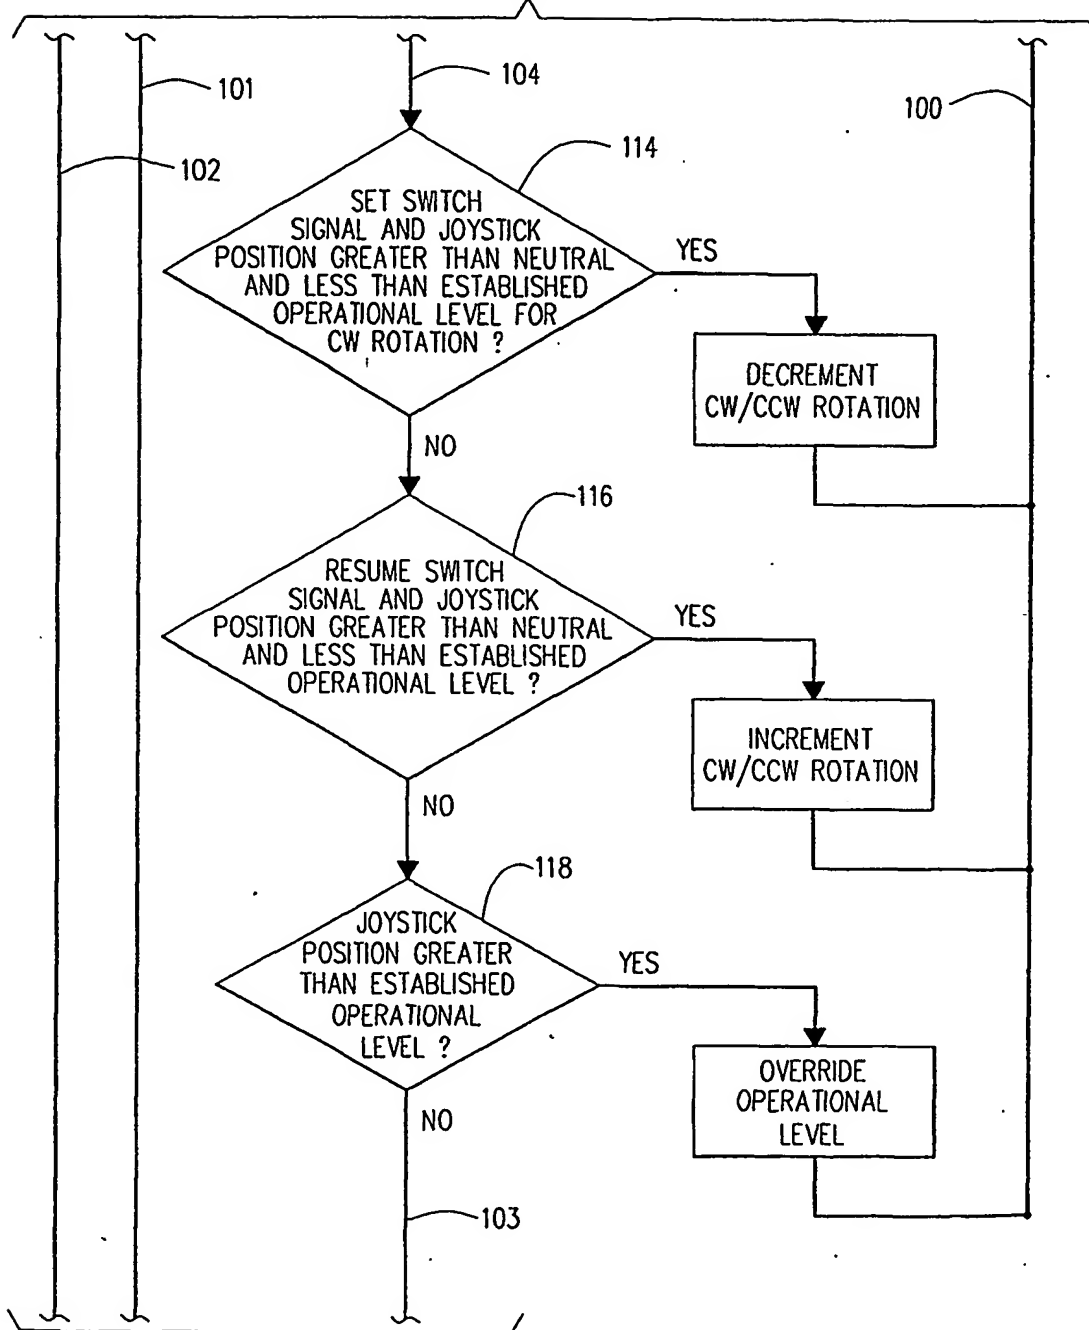 104
101
100
114
102
SET SWITCH
SIGNAL AND JOYSTICK
POSITION GREATER THAN NEUTRAL
AND LESS THAN ESTABLISHED
OPERATIONAL LEVEL FOR
CW ROTATION ?
YES
DECREMENT
CW/CCW ROTATION
NO
116
RESUME SWITCH
SIGNAL AND JOYSTICK
POSITION GREATER THAN NEUTRAL
AND LESS THAN ESTABLISHED
OPERATIONAL LEVEL ?
YES
INCREMENT
CW/CCW ROTATION
NO
118
JOYSTICK
POSITION GREATER
THAN ESTABLISHED
OPERATIONAL
LEVEL ?
YES
OVERRIDE
OPERATIONAL
LEVEL
NO
103